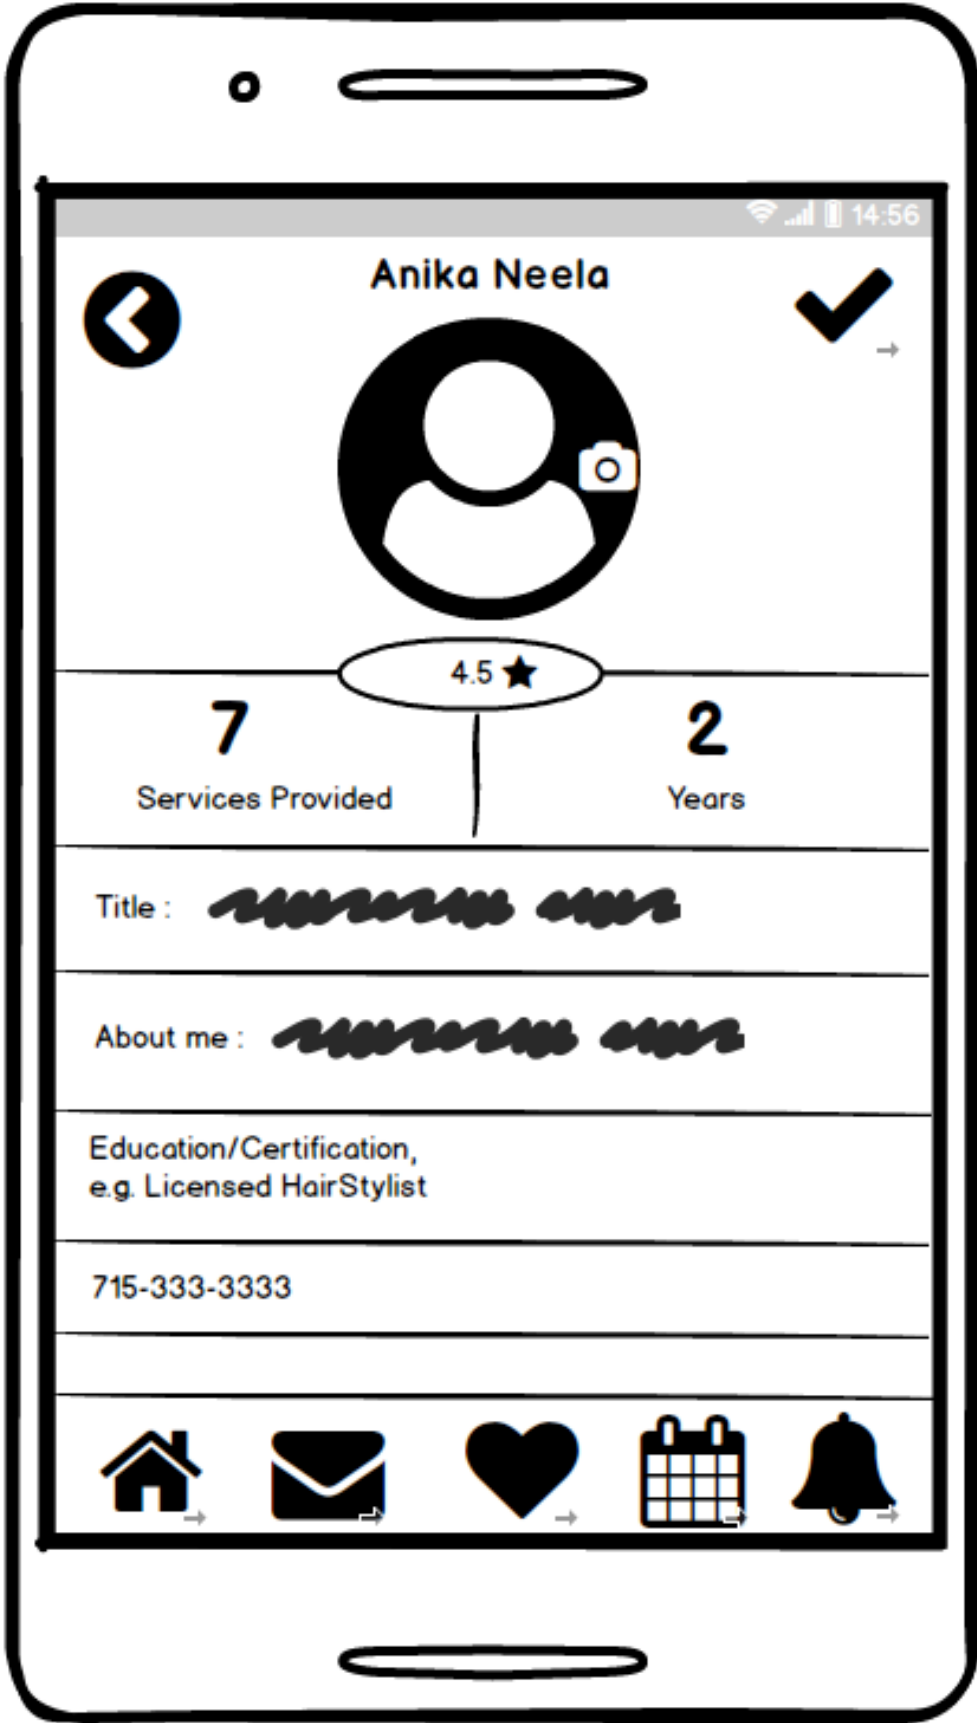 14:56
Anika Neela
4.5
7
2
Services Provided
Years
Title :
About me :
Education/Certification,
e.g. Licensed HairStylist
715-333-3333